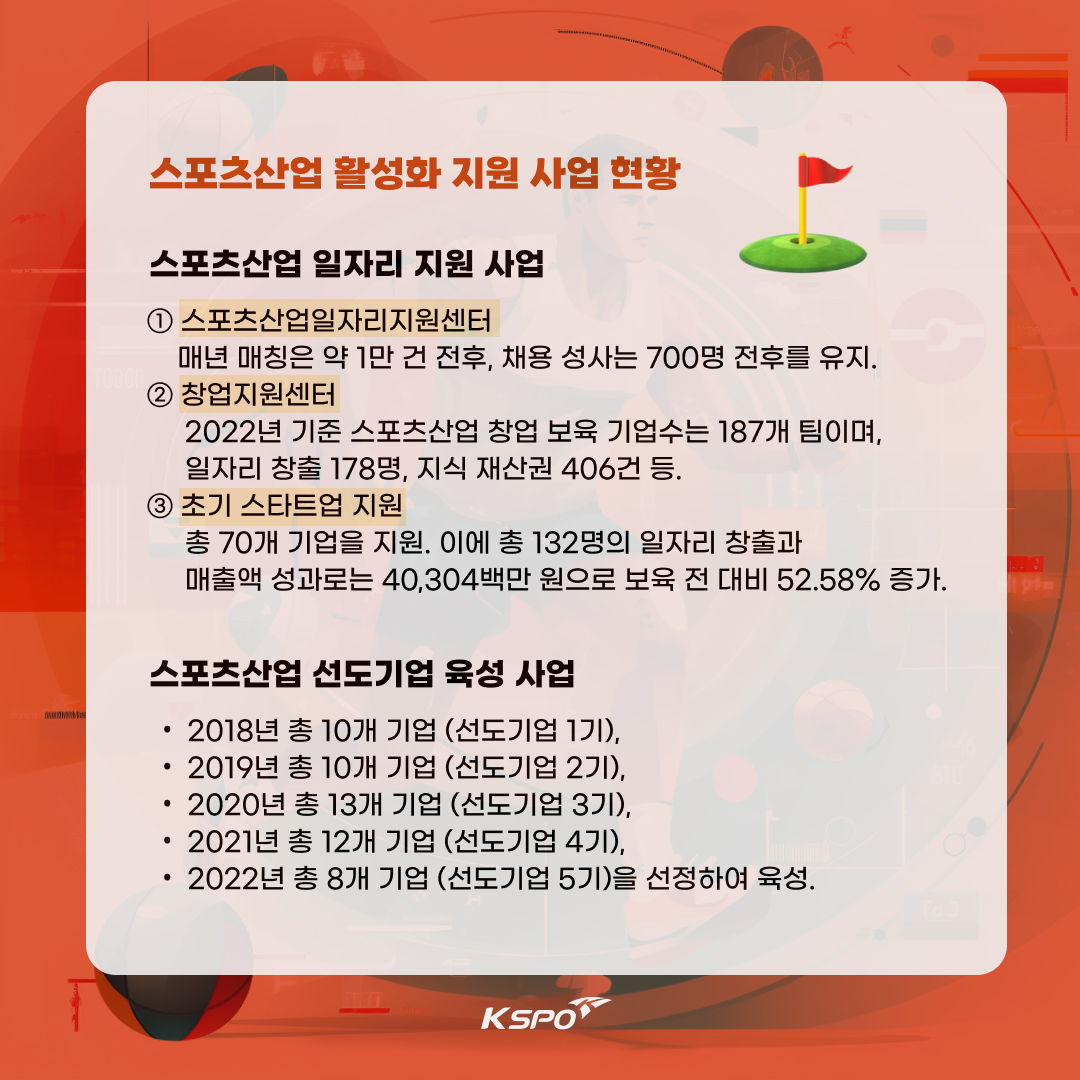 스포츠산업 활성화 지원 사업 현황
스포츠산업 일자리 지원 사업
① 스포츠산업일자리지원센터
매년 매칭은 약 1만 건 전후, 채용 성사는 700명 전후를 유지.
② 창업지원센터
2022년 기준 스포츠산업 창업 보육 기업수는 187개 팀이며,
일자리 창출 178명, 지식 재산권 406건 등.
③ 초기 스타트업 지원
총 70개 기업을 지원. 이에 총 132명의 일자리 창출과
매출액 성과로는 40,304백만 원으로 보육 전 대비 52.58% 증가.
스포츠산업 선도기업 육성 사업
• 2018년 총 10개 기업 (선도기업 1기),
• 2019년 총 10개 기업 (선도기업 2기),
• 2020년 총 13개 기업 (선도기업 3기),
• 2021년 총 12개 기업 (선도기업 4기),
• 2022년 총 8개 기업 (선도기업 5기)을 선정하여 육성.
KSPO